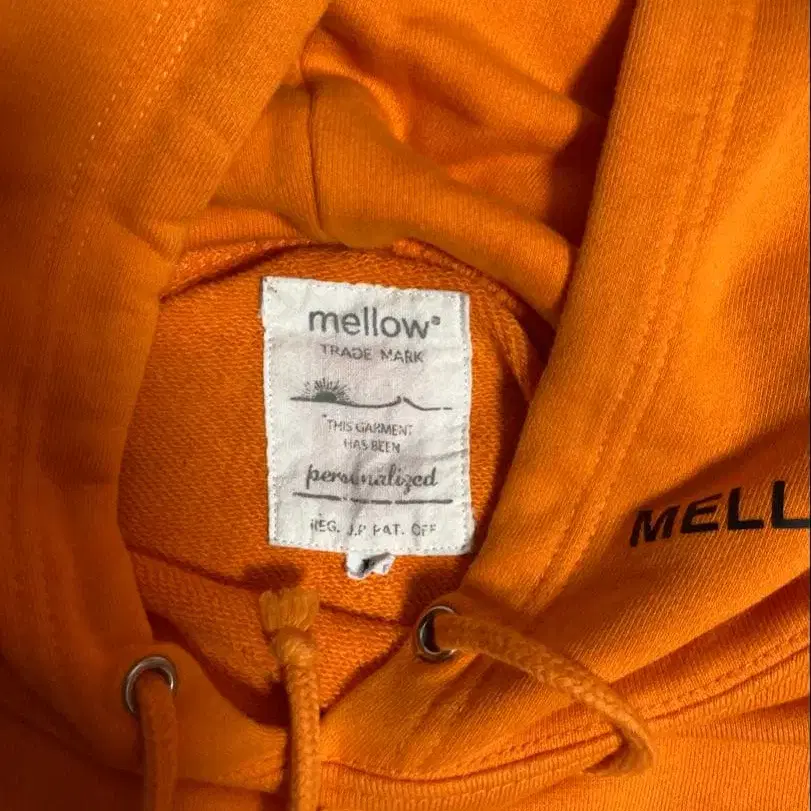 mellow®
TRADE MARK
"THIS GARMENT
HAS BEEN
personalized
REG. J.P PAT. OFF
MELL